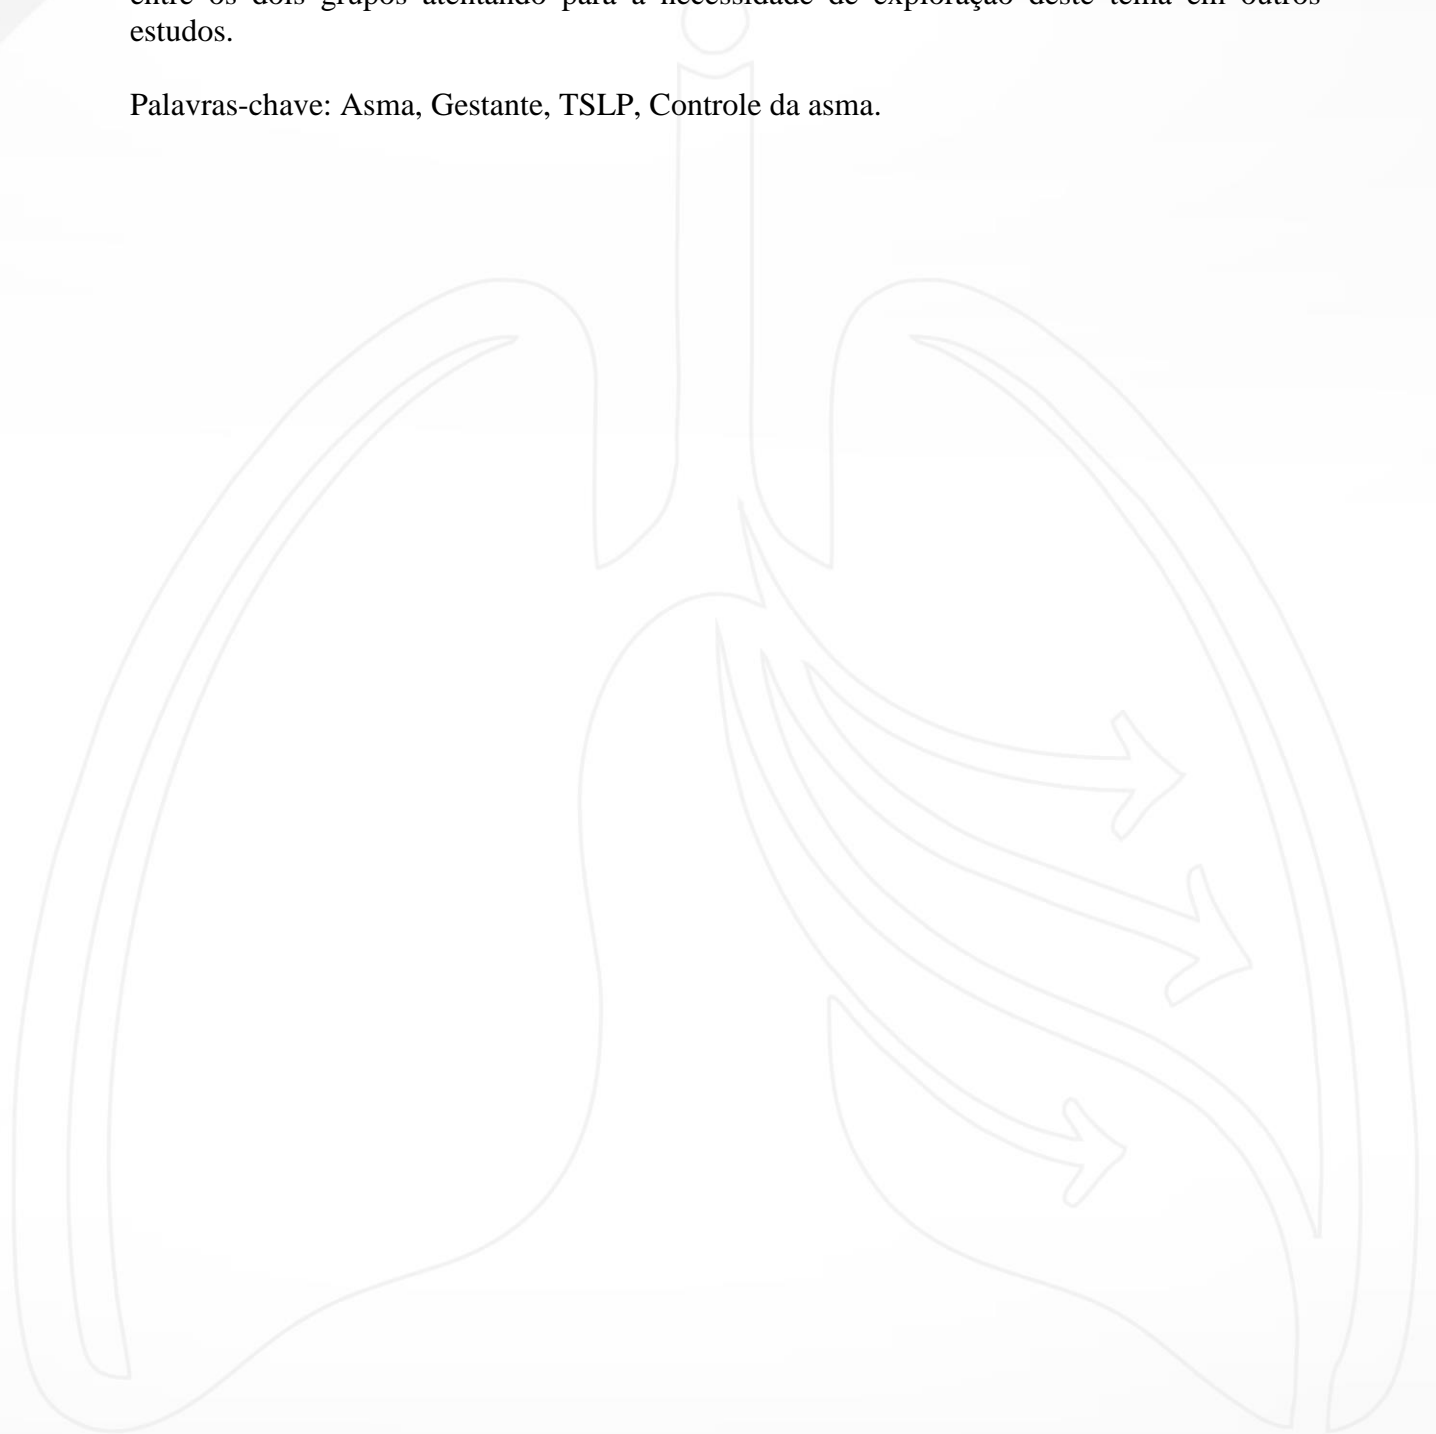 entre os dois grupos atentando para a necessidade de exploração deste tema em outros
estudos.
Palavras-chave: Asma, Gestante, TSLP, Controle da asma.